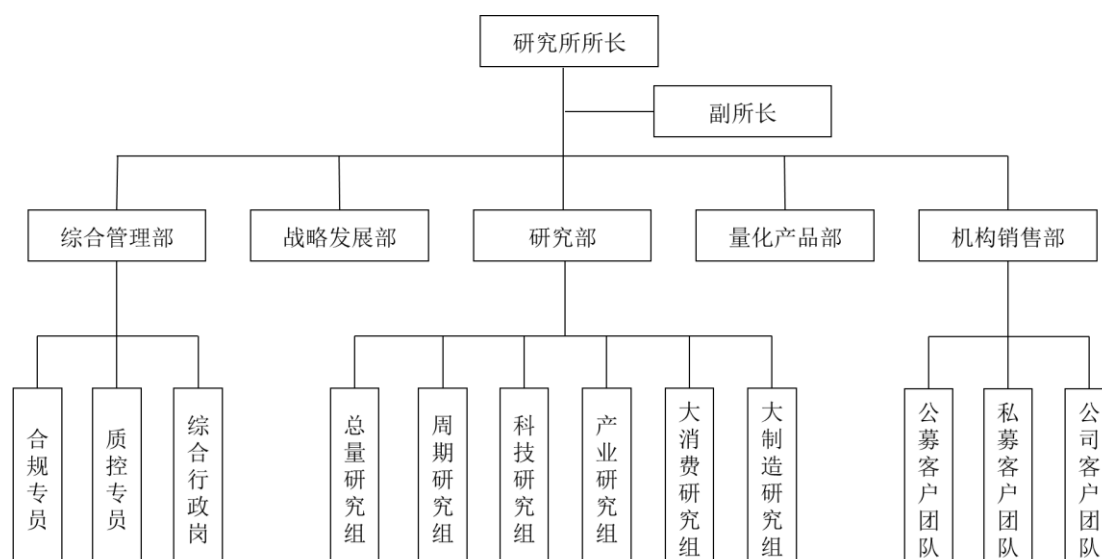 研究所所长
副所长
综合管理部
战略发展部
研究部
量化产品部
机构销售部
合规专员
质控专员
综合行政岗
总量研究组
周期研究组
科技研究组
产业研究组
大消费研究组
大制造研究组
公募客户团队
私募客户团队
公司客户团队